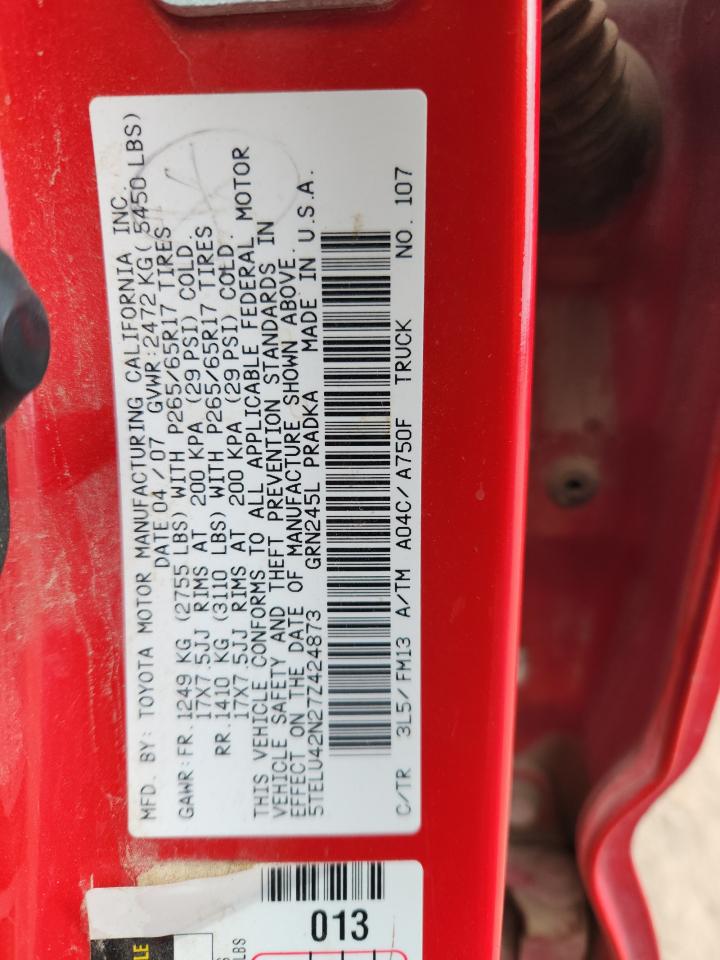 MFD. BY: TOYOTA MOTOR MANUFACTURING CALIFORNIA INC.
DATE 04/07 GVWR:2472 KG( 5450 LBS)
GAWR:FR.1249 KG (2755 LBS) WITH P265/65R17 TIRES
17X7.5JJ RIMS AT 200 KPA (29 PSI) COLD.
RR.1410 KG (3110 LBS) WITH P265/65R17 TIRES
17X7.5JJ RIMS AT 200 KPA (29 PSI) COLD.
THIS VEHICLE CONFORMS TO ALL APPLICABLE FEDERAL MOTOR
VEHICLE SAFETY AND THEFT PREVENTION STANDARDS IN
EFFECT ON THE DATE OF MANUFACTURE SHOWN ABOVE.
5TELU42N27Z424873 GRN245L PRADKA MADE IN U.S.A.
C/TR 3L5/FM13 A/TM A04C/A750F TRUCK NO. 107
013
LBS